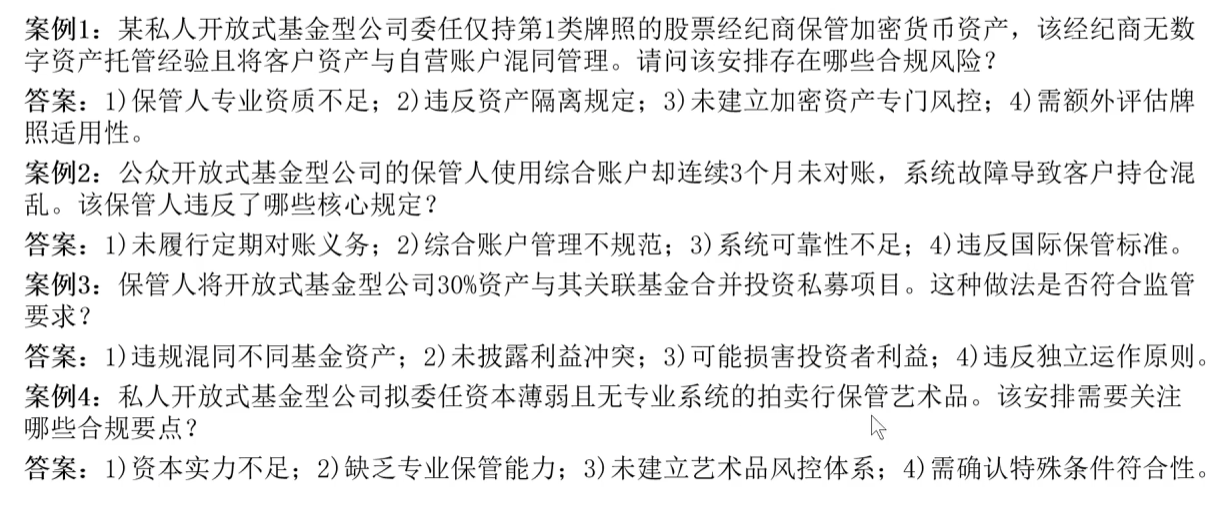 案例1：某私人开放式基金型公司委任仅持第1类牌照的股票经纪商保管加密货币资产，该经纪商无数
字资产托管经验且将客户资产与自营账户混同管理。请问该安排存在哪些合规风险？
答案：1)保管人专业资质不足；2)违反资产隔离规定；3)未建立加密资产专门风控；4)需额外评估牌
照适用性。
案例2：公众开放式基金型公司的保管人使用综合账户却连续3个月未对账，系统故障导致客户持仓混
乱。该保管人违反了哪些核心规定？
答案：1)未履行定期对账义务；2)综合账户管理不规范；3)系统可靠性不足；4)违反国际保管标准。
案例3：保管人将开放式基金型公司30%资产与其关联基金合并投资私募项目。这种做法是否符合监管
要求？
答案：1)违规混同不同基金资产；2)未披露利益冲突；3)可能损害投资者利益；4)违反独立运作原则。
案例4：私人开放式基金型公司拟委任资本薄弱且无专业系统的拍卖行保管艺术品。该安排需要关注
哪些合规要点？
答案：1)资本实力不足；2)缺乏专业保管能力；3)未建立艺术品风控体系；4)需确认特殊条件符合性。